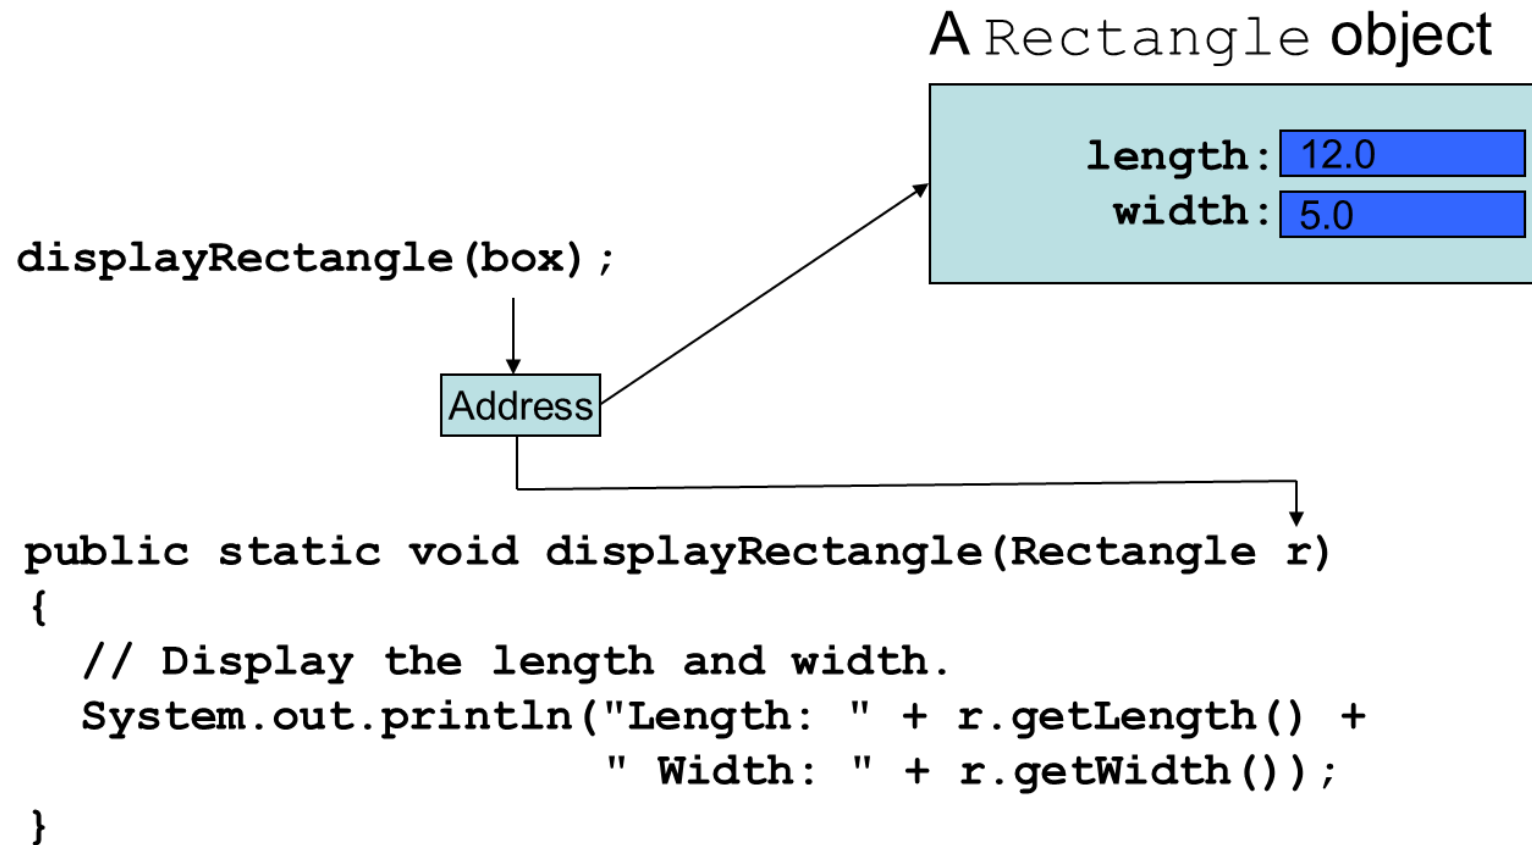 A Rectangle object
length: 12.0
width: 5.0
displayRectangle(box);
Address
public static void displayRectangle(Rectangle r)
{
// Display the length and width.
System.out.println("Length: " + r.getLength() +
" Width: " + r.getWidth());
}